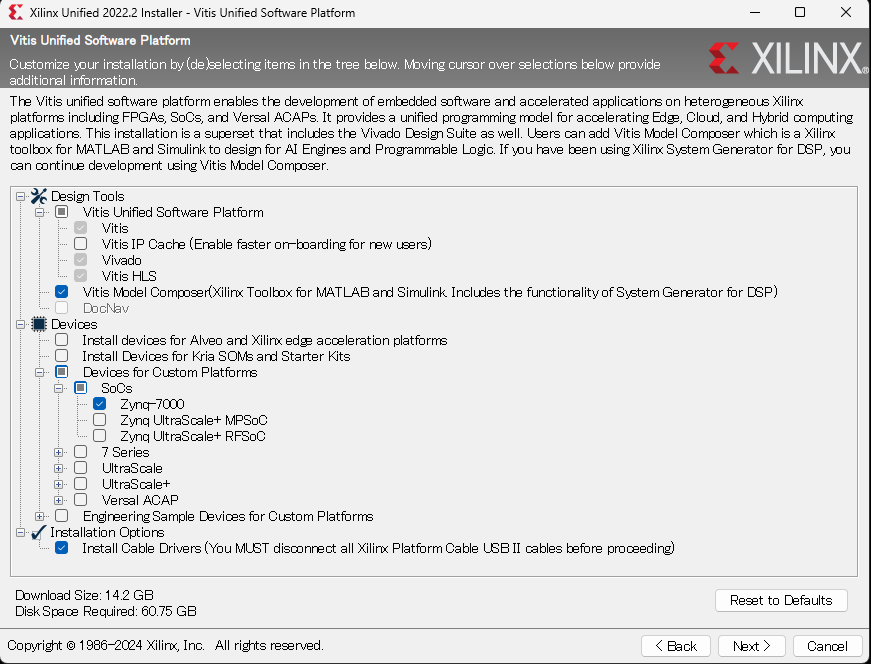 Xilinx Unified 2022.2 Installer - Vitis Unified Software Platform
Vitis Unified Software Platform
Customize your installation by (de)selecting items in the tree below. Moving cursor over selections below provide
additional information.
XILINX®
The Vitis unified software platform enables the development of embedded software and accelerated applications on heterogeneous Xilinx
platforms including FPGAs, SoCs, and Versal ACAPs. It provides a unified programming model for accelerating Edge, Cloud, and Hybrid computing
applications. This installation is a superset that includes the Vivado Design Suite as well. Users can add Vitis Model Composer which is a Xilinx
toolbox for MATLAB and Simulink to design for AI Engines and Programmable Logic. If you have been using Xilinx System Generator for DSP, you
can continue development using Vitis Model Composer.
Design Tools
Vitis Unified Software Platform
Vitis
Vitis IP Cache (Enable faster on-boarding for new users)
Vivado
Vitis HLS
Vitis Model Composer(Xilinx Toolbox for MATLAB and Simulink. Includes the functionality of System Generator for DSP)
DocNav
Devices
Install devices for Alveo and Xilinx edge acceleration platforms
Install Devices for Kria SOMs and Starter Kits
Devices for Custom Platforms
SoCs
Zynq-7000
Zynq UltraScale+ MPSoC
Zynq UltraScale+ RFSoC
7 Series
UltraScale
UltraScale+
Versal ACAP
Engineering Sample Devices for Custom Platforms
Installation Options
Install Cable Drivers (You MUST disconnect all Xilinx Platform Cable USB II cables before proceeding)
Download Size: 14.2 GB
Disk Space Required: 60.75 GB
Reset to Defaults
Copyright © 1986-2024 Xilinx, Inc. All rights reserved.
< Back
Next >
Cancel